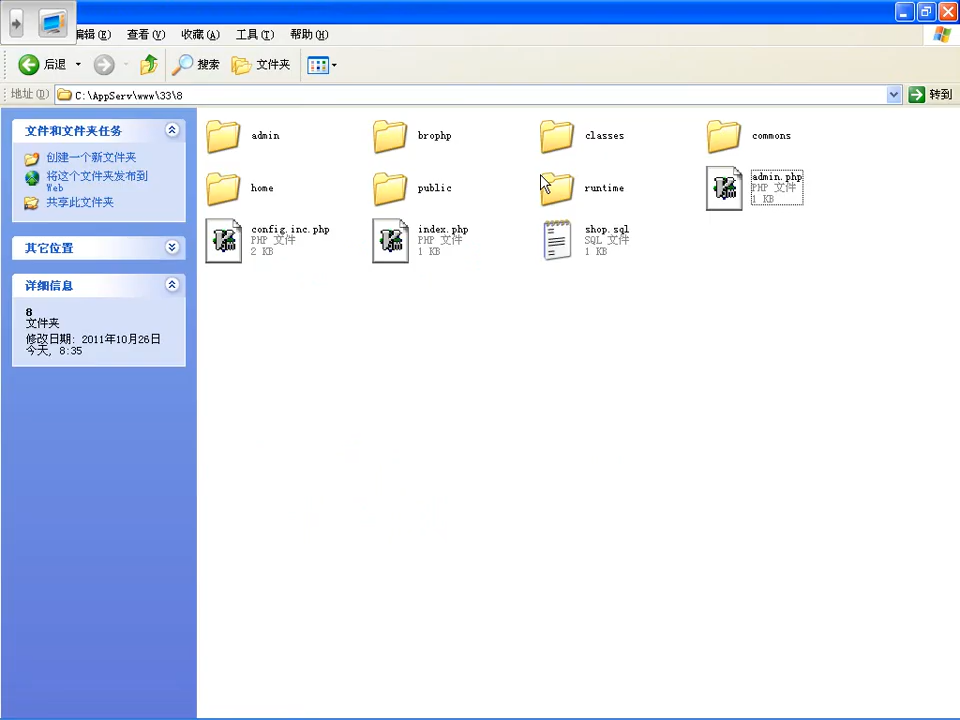 编辑(E) 查看(V) 收藏(A) 工具(T) 帮助(H)
后退 搜索 文件夹
地址(D) C:\AppServ\www\33\8 转到
文件和文件夹任务
创建一个新文件夹
将这个文件夹发布到
Web
共享此文件夹
其它位置
详细信息
8
文件夹
修改日期: 2011年10月26日
今天, 8:35
admin brophp classes commons
home public runtime
admin.php
PHP 文件
1 KB
config.inc.php
PHP 文件
2 KB
index.php
PHP 文件
1 KB
shop.sql
SQL 文件
1 KB